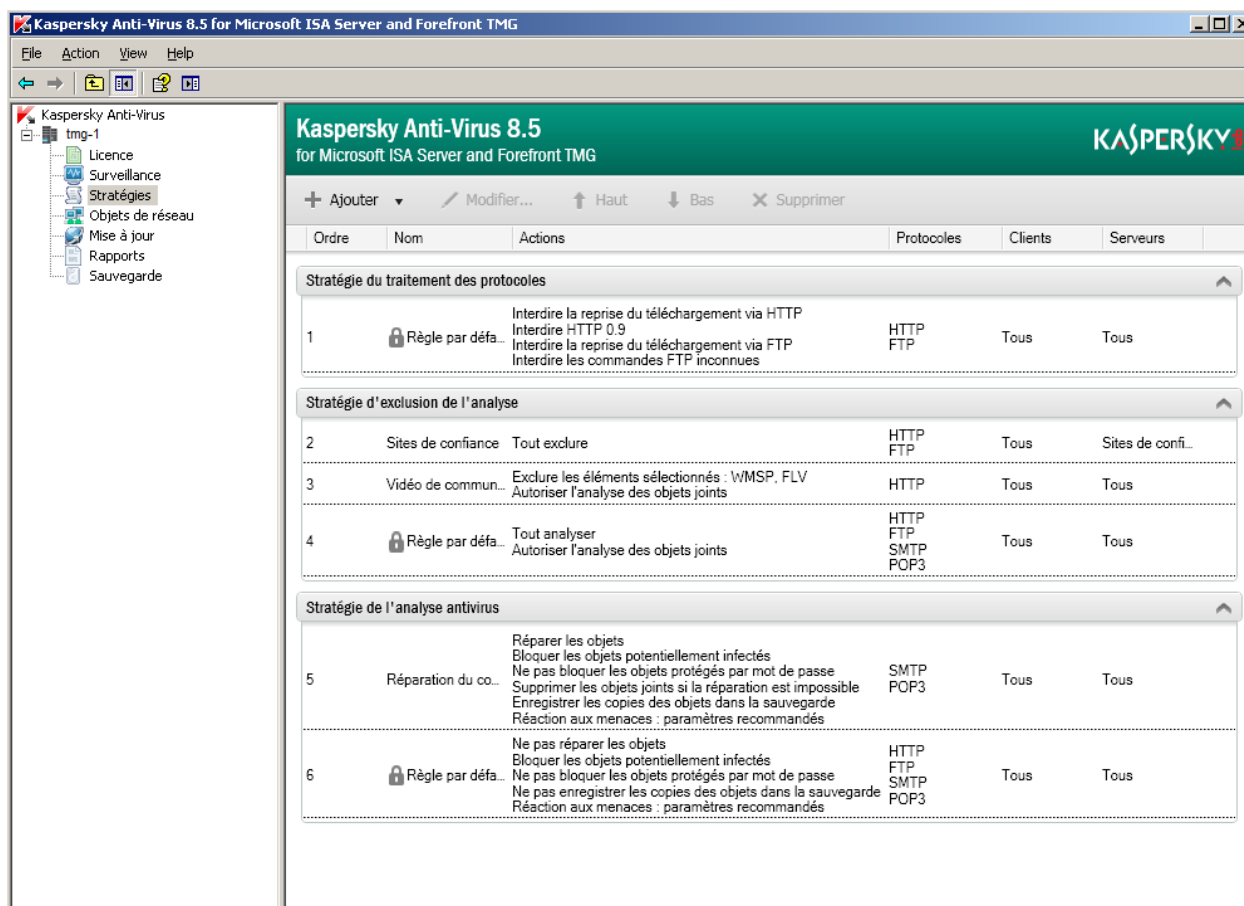 Kaspersky Anti-Virus 8.5 for Microsoft ISA Server and Forefront TMG
File Action View Help
Kaspersky Anti-Virus
tmg-1
Licence
Surveillance
Stratégies
Objets de réseau
Mise à jour
Rapports
Sauvegarde
Kaspersky Anti-Virus 8.5
for Microsoft ISA Server and Forefront TMG
KASPERSKY
Ajouter Modifier... Haut Bas Supprimer
Ordre Nom Actions Protocoles Clients Serveurs
Stratégie du traitement des protocoles
1 Règle par défa... Interdire la reprise du téléchargement via HTTP
Interdire HTTP 0.9
Interdire la reprise du téléchargement via FTP
Interdire les commandes FTP inconnues
HTTP
FTP
Tous Tous
Stratégie d'exclusion de l'analyse
2 Sites de confiance Tout exclure
HTTP
FTP
Tous Sites de confi...
3 Vidéo de commun... Exclure les éléments sélectionnés : WMSP, FLV
Autoriser l'analyse des objets joints
HTTP Tous Tous
4 Règle par défa... Tout analyser
Autoriser l'analyse des objets joints
HTTP
FTP
SMTP
POP3
Tous Tous
Stratégie de l'analyse antivirus
5 Réparation du co... Réparer les objets
Bloquer les objets potentiellement infectés
Ne pas bloquer les objets protégés par mot de passe
Supprimer les objets joints si la réparation est impossible
Enregistrer les copies des objets dans la sauvegarde
Réaction aux menaces : paramètres recommandés
SMTP
POP3
Tous Tous
6 Règle par défa... Ne pas réparer les objets
Bloquer les objets potentiellement infectés
Ne pas bloquer les objets protégés par mot de passe
Ne pas enregistrer les copies des objets dans la sauvegarde
Réaction aux menaces : paramètres recommandés
HTTP
FTP
SMTP
POP3
Tous Tous